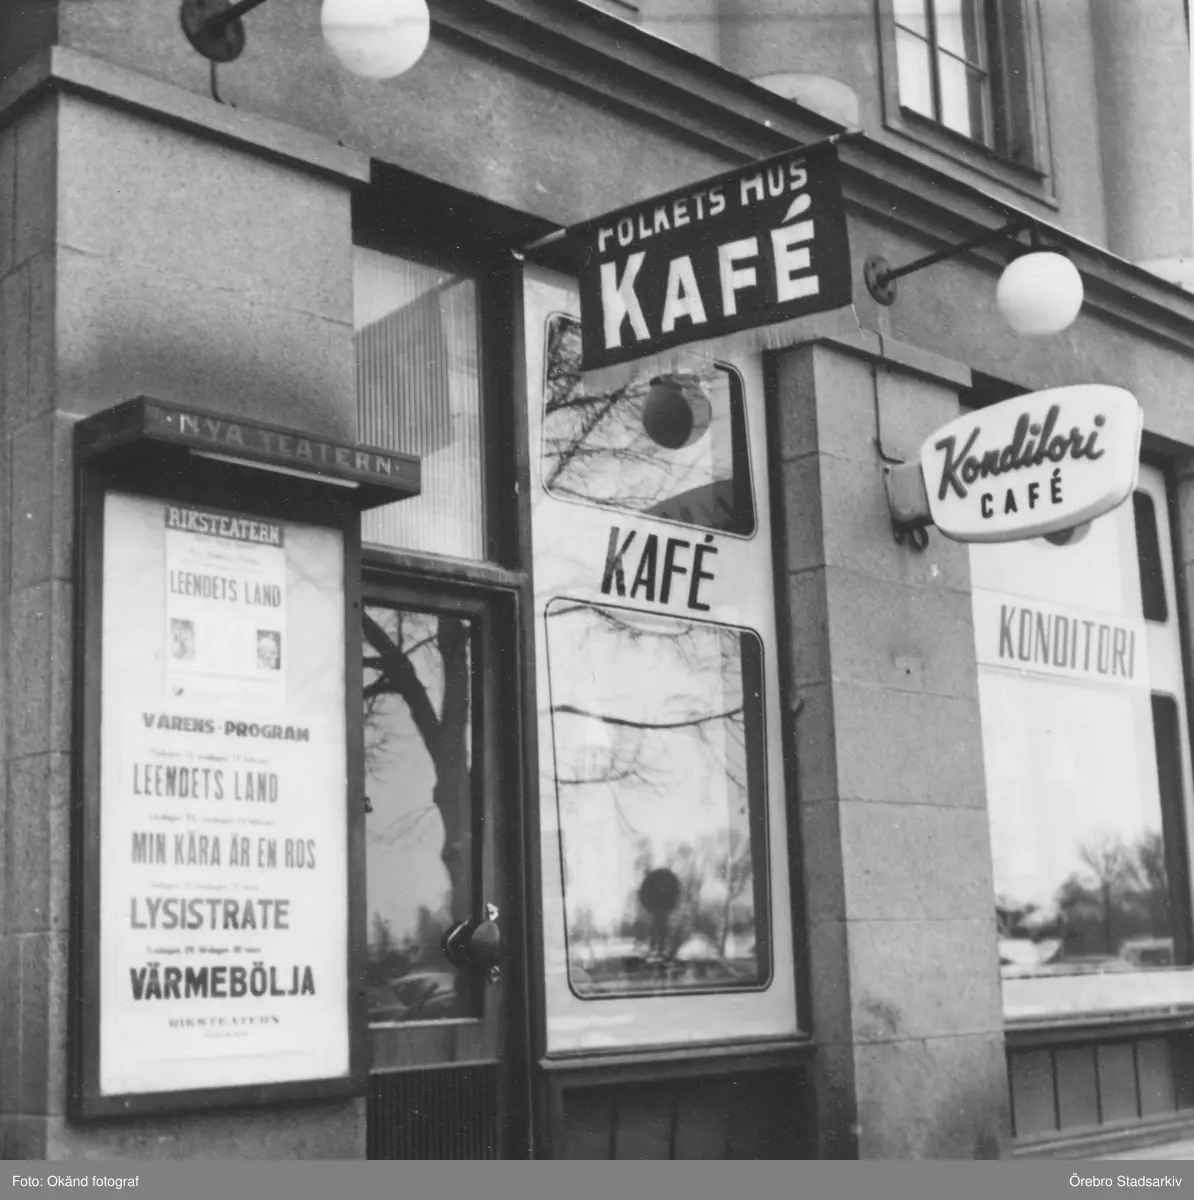 FOLKETS HUS
KAFÉ
Konditori
CAFÉ
KAFÉ
KONDITORI
·NYA TEATERN·
RIKSTEATERN
LEENDETS LAND
VÅRENS · PROGRAM
LEENDETS LAND
MIN KÄRA ÄR EN ROS
LYSISTRATE
VÄRMEBÖLJA
RIKSTEATERN
Foto: Okänd fotograf
Örebro Stadsarkiv